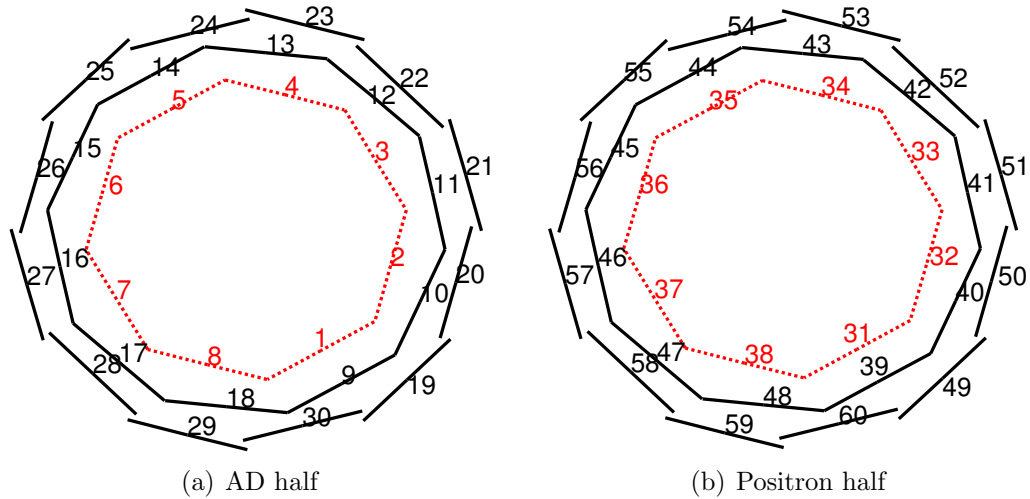 23 53
24 54
13 43
25 14 22 55 44 52
4 34
5 12 35 42
15 3 21 45 33 51
26 6 11 56 36 41
16 2 20 46 32 50
27 7 10 57 37 40
1 31
17 8 9 19 47 38 39 49
28 58
18 30 48 60
29 59
(a) AD half
(b) Positron half